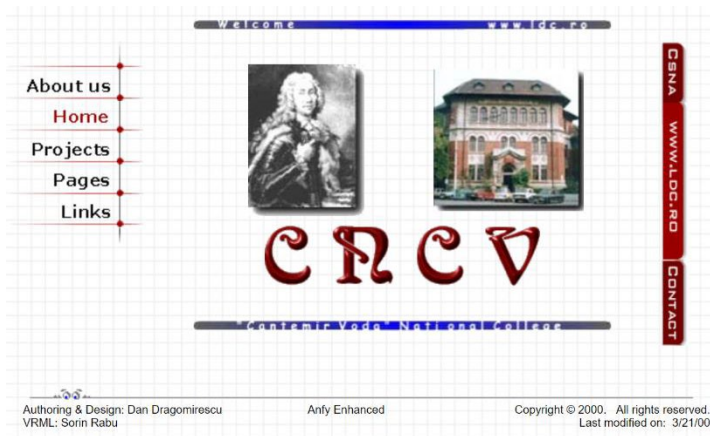 Welcome www.ldc.ro
About us
Home
Projects
Pages
Links
CNCV
Csna
www.ldc.ro
Contact
"Cantemir Voda" National College
Authoring & Design: Dan Dragomirescu Anfy Enhanced Copyright © 2000. All rights reserved.
VRML: Sorin Rabu Last modified on: 3/21/00